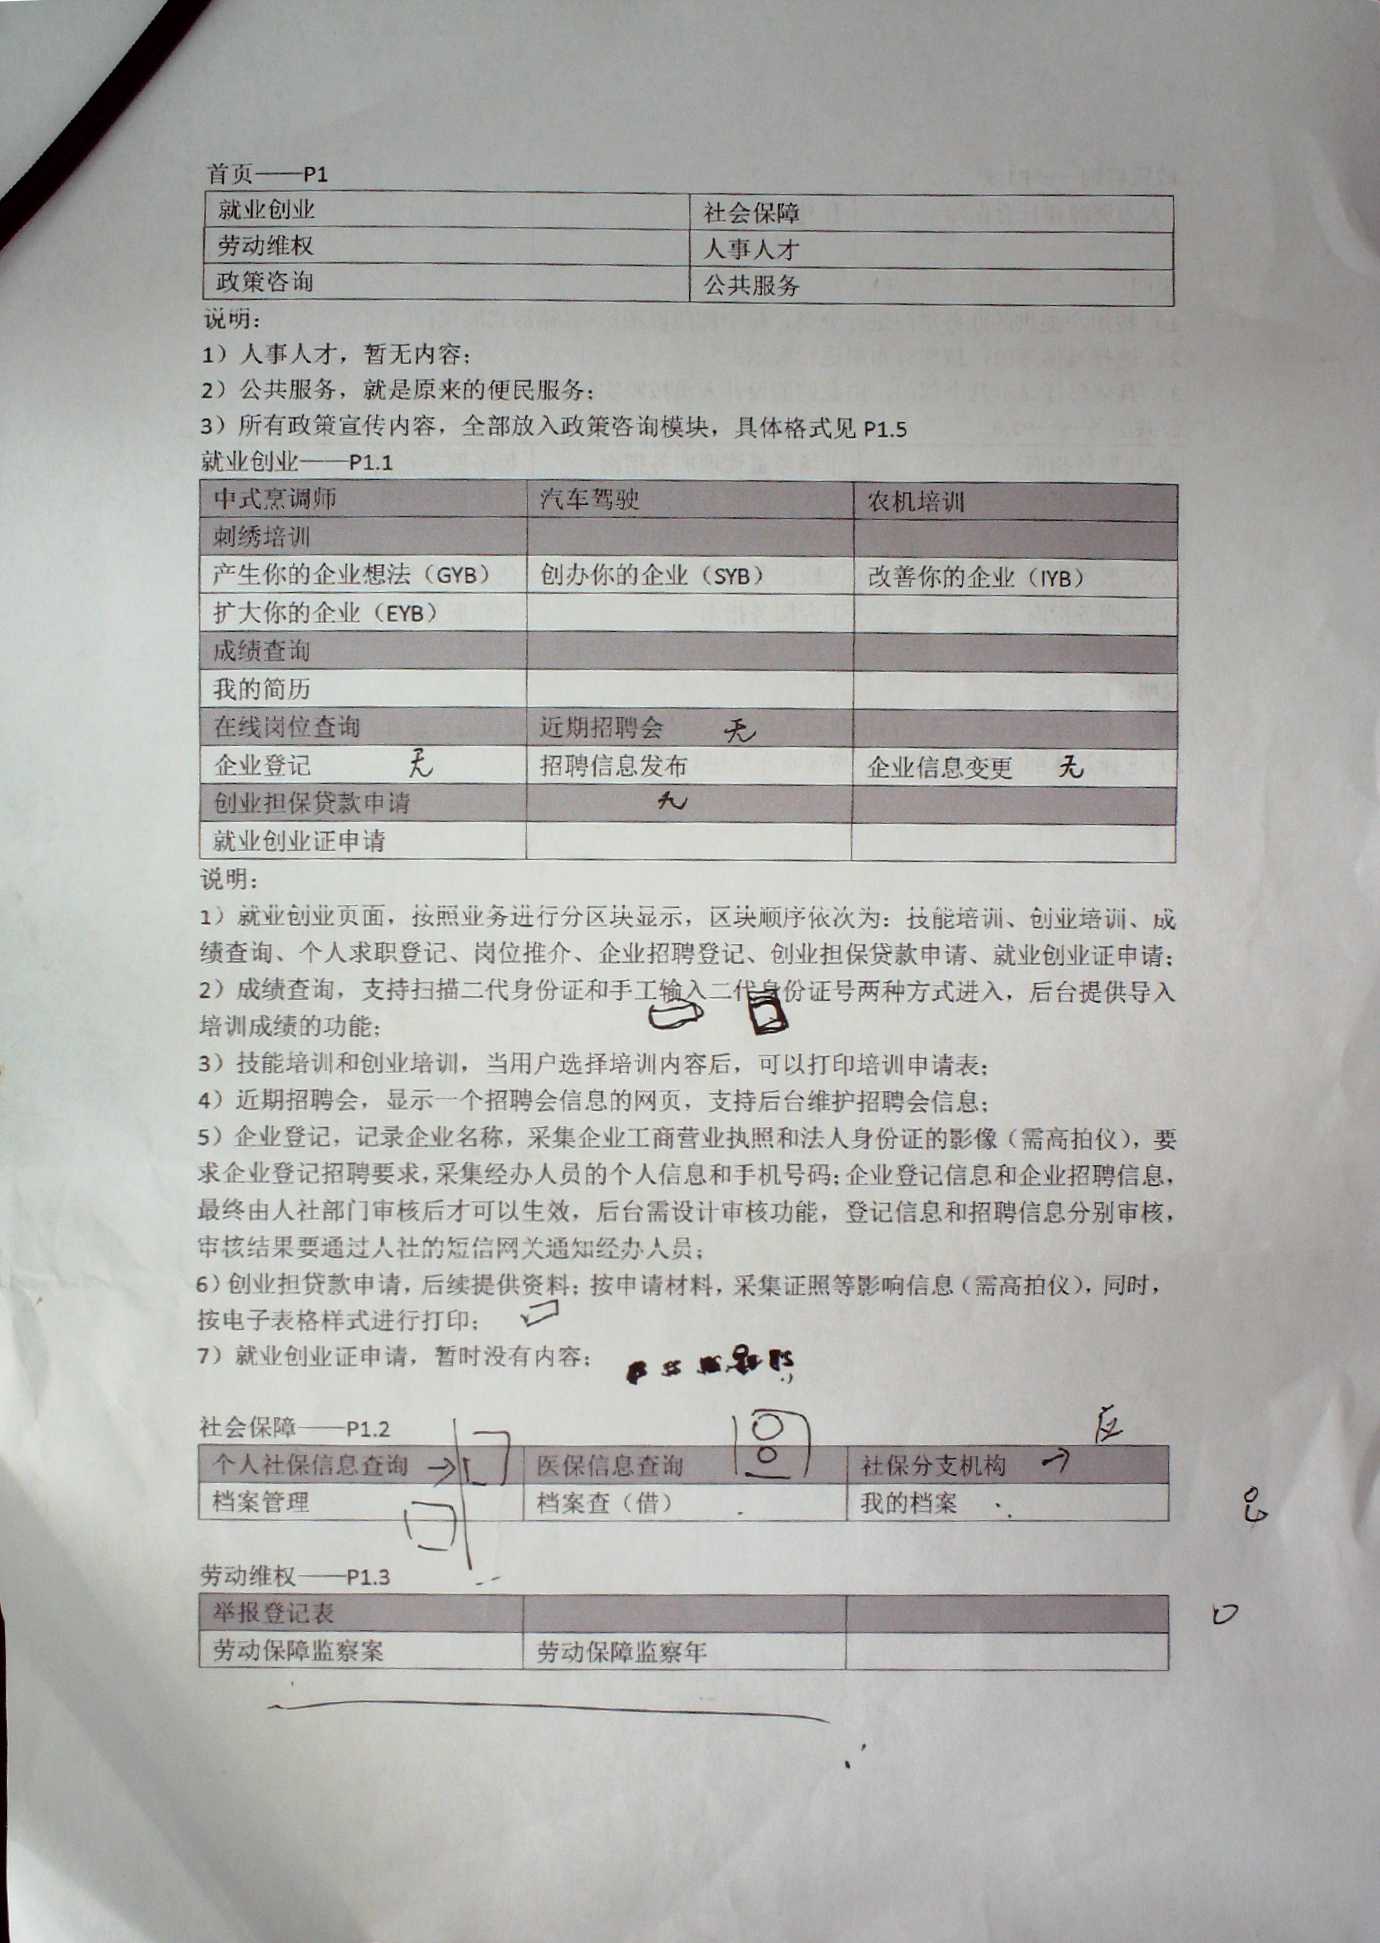 首页——P1
就业创业 社会保障
劳动维权 人事人才
政策咨询 公共服务
说明：
1）人事人才，暂无内容；
2）公共服务，就是原来的便民服务；
3）所有政策宣传内容，全部放入政策咨询模块，具体格式见 P1.5
就业创业——P1.1
中式烹调师 汽车驾驶 农机培训
刺绣培训
产生你的企业想法（GYB） 创办你的企业（SYB） 改善你的企业（IYB）
扩大你的企业（EYB）
成绩查询
我的简历
在线岗位查询 近期招聘会 无
企业登记 无 招聘信息发布 企业信息变更 无
创业担保贷款申请
就业创业证申请
说明：
1）就业创业页面，按照业务进行分区块显示，区块顺序依次为：技能培训、创业培训、成
绩查询、个人求职登记、岗位推介、企业招聘登记、创业担保贷款申请、就业创业证申请；
2）成绩查询，支持扫描二代身份证和手工输入二代身份证号两种方式进入，后台提供导入
培训成绩的功能；
3）技能培训和创业培训，当用户选择培训内容后，可以打印培训申请表；
4）近期招聘会，显示一个招聘会信息的网页，支持后台维护招聘会信息；
5）企业登记，记录企业名称，采集企业工商营业执照和法人身份证的影像（需高拍仪），要
求企业登记招聘要求，采集经办人员的个人信息和手机号码；企业登记信息和企业招聘信息，
最终由人社部门审核后才可以生效，后台需设计审核功能，登记信息和招聘信息分别审核，
审核结果要通过人社的短信网关通知经办人员；
6）创业担贷款申请，后续提供资料；按申请材料，采集证照等影响信息（需高拍仪），同时，
按电子表格样式进行打印；
7）就业创业证申请，暂时没有内容；
社会保障——P1.2
个人社保信息查询 医保信息查询 社保分支机构
档案管理 档案查（借） 我的档案
劳动维权——P1.3
举报登记表
劳动保障监察案 劳动保障监察年